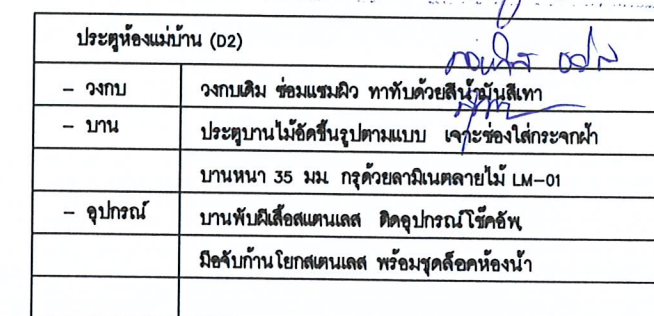 ประตูห้องแม่บ้าน (D2)
- วงกบ วงกบเดิม ซ่อมแซมผิว ทาทับด้วยสีน้ำมันสีเทา
- บาน ประตูบานไม้อัดขึ้นรูปตามแบบ เจาะช่องใส่กระจกฝ้า
บานหนา 35 มม. กรุด้วยลามิเนตลายไม้ LM-01
- อุปกรณ์ บานพับผีเสื้อสแตนเลส ติดอุปกรณ์โช๊คอัพ,
มือจับก้านโยกสแตนเลส พร้อมชุดล็อคห้องน้ำ